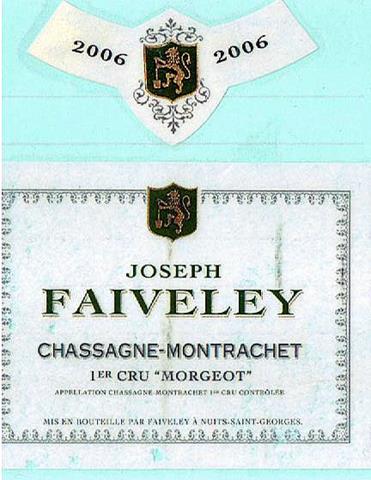 2006 2006
JOSEPH
FAIVELEY
CHASSAGNE-MONTRACHET
1ER CRU "MORGEOT"
APPELLATION CHASSAGNE-MONTRACHET 1ER CRU CONTRÔLÉE
MIS EN BOUTEILLE PAR FAIVELEY À NUITS-SAINT-GEORGES.